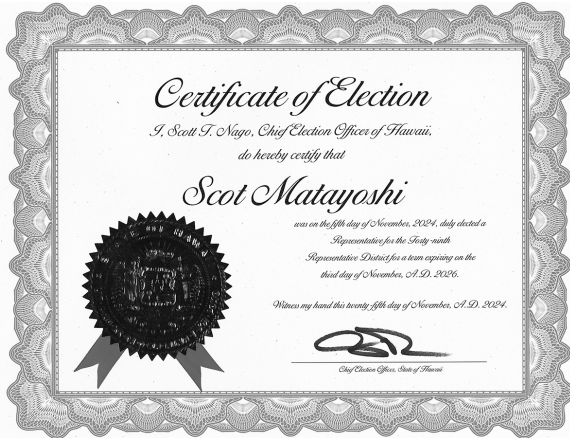 Certificate of Election
I, Scott T. Nago, Chief Election Officer of Hawaii,
do hereby certify that
Scot Matayoshi
was on the fifth day of November, 2024, duly elected a
Representative for the Forty-ninth
Representative District for a term expiring on the
third day of November, A.D. 2026.
Witness my hand this twenty-fifth day of November, A.D. 2024.
Chief Election Officer, State of Hawaii